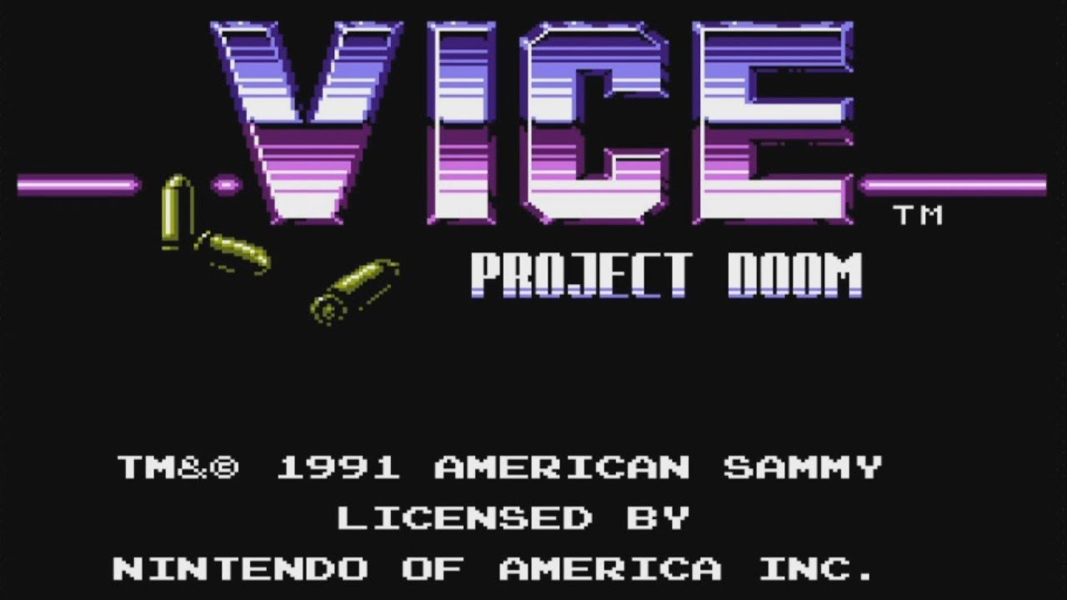 VICE
TM
PROJECT DOOM
TM&© 1991 AMERICAN SAMMY
LICENSED BY
NINTENDO OF AMERICA INC.